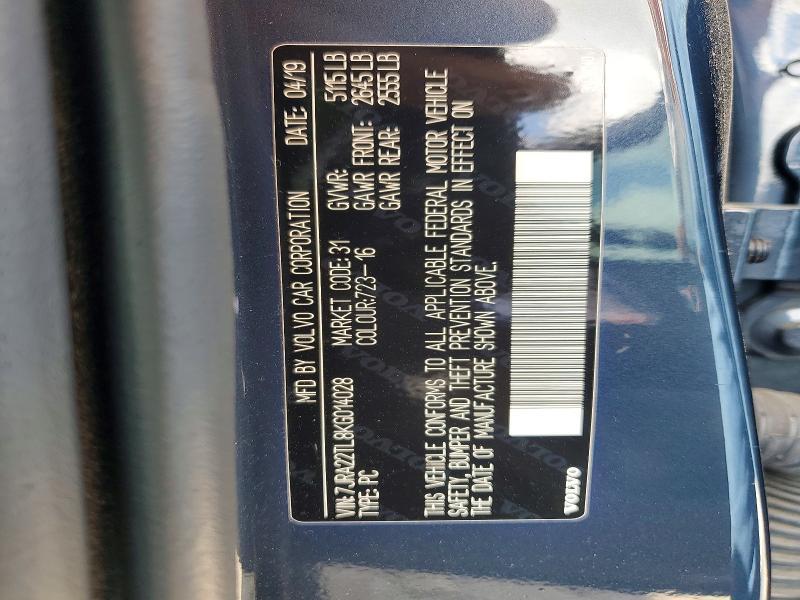 MFD BY VOLVO CAR CORPORATION DATE: 04/19
VIN: 7JRA22TL8KG014028 MARKET CODE: 31 GVWR: 5115 LB
TYPE: PC COLOUR:723-16 GAWR FRONT: 2645 LB
GAWR REAR: 2555 LB
THIS VEHICLE CONFORMS TO ALL APPLICABLE FEDERAL MOTOR VEHICLE
SAFETY, BUMPER AND THEFT PREVENTION STANDARDS IN EFFECT ON
THE DATE OF MANUFACTURE SHOWN ABOVE.
VOLVO